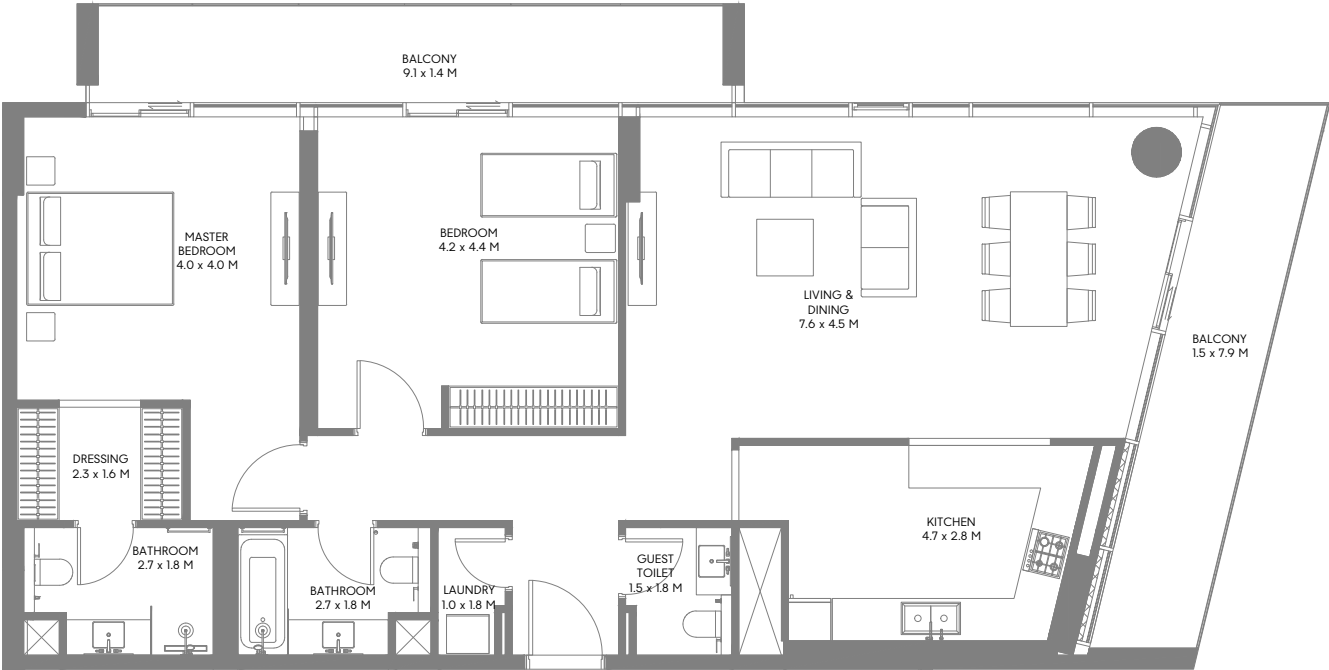 BALCONY
9.1 x 1.4 M
MASTER
BEDROOM
4.0 x 4.0 M
BEDROOM
4.2 x 4.4 M
LIVING &
DINING
7.6 x 4.5 M
BALCONY
1.5 x 7.9 M
DRESSING
2.3 x 1.6 M
KITCHEN
4.7 x 2.8 M
BATHROOM
2.7 x 1.8 M
BATHROOM
2.7 x 1.8 M
LAUNDRY
1.0 x 1.8 M
GUEST
TOILET
1.5 x 1.8 M